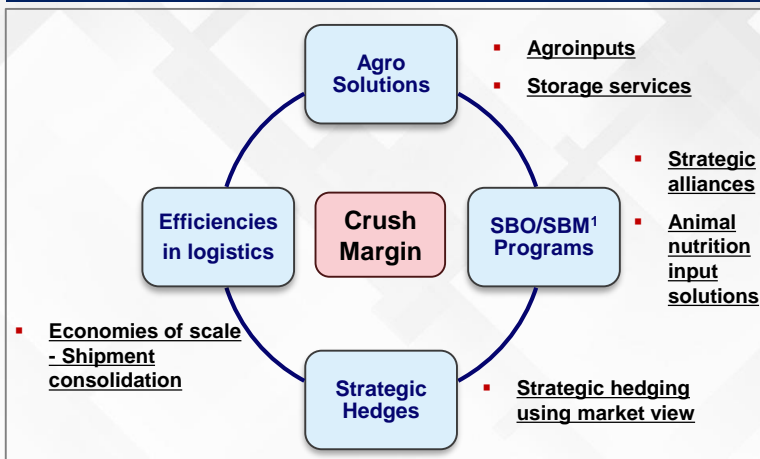 Agro
Solutions
▪ Agroinputs
▪ Storage services
Efficiencies
in logistics
Crush
Margin
SBO/SBM¹
Programs
▪ Strategic
alliances
▪ Animal
nutrition
input
solutions
▪ Economies of scale
- Shipment
consolidation
Strategic
Hedges
▪ Strategic hedging
using market view